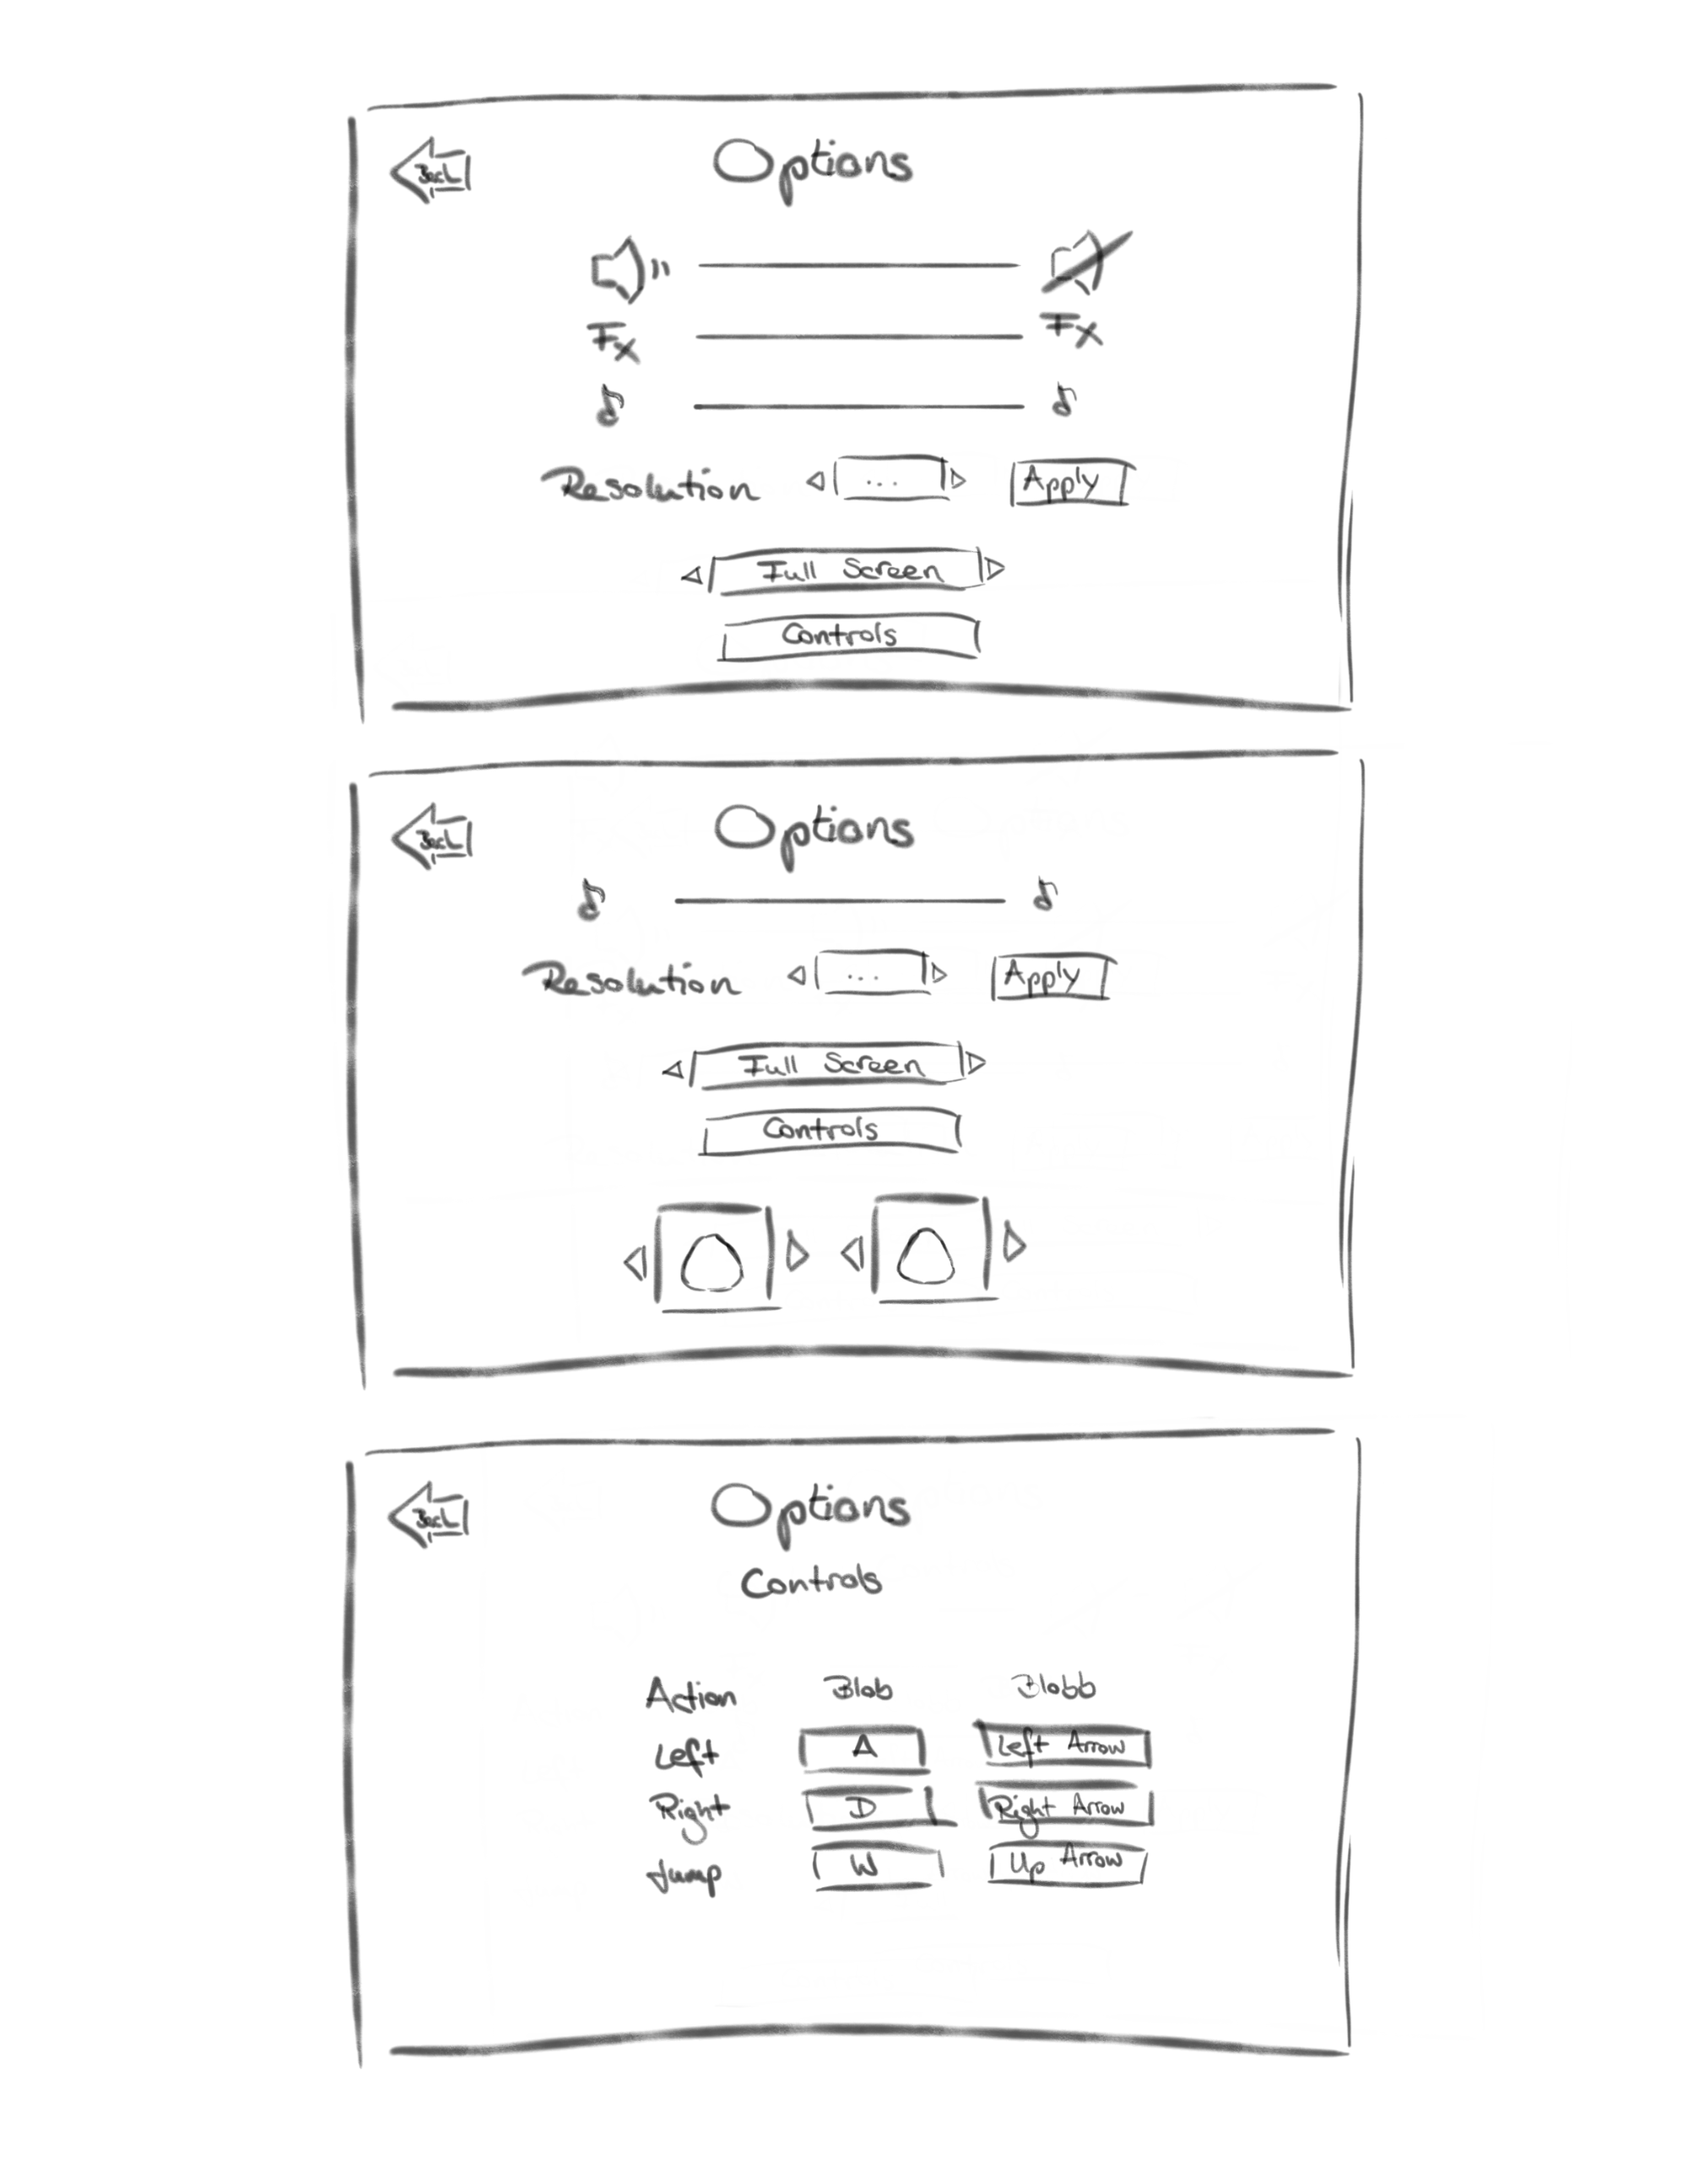 Back
Options
Fx Fx
Resolution ... Apply
Full Screen
Controls
Back
Options
Resolution ... Apply
Full Screen
Controls
Back
Options
Controls
Action Blob Blobb
Left A Left Arrow
Right D Right Arrow
Jump W Up Arrow